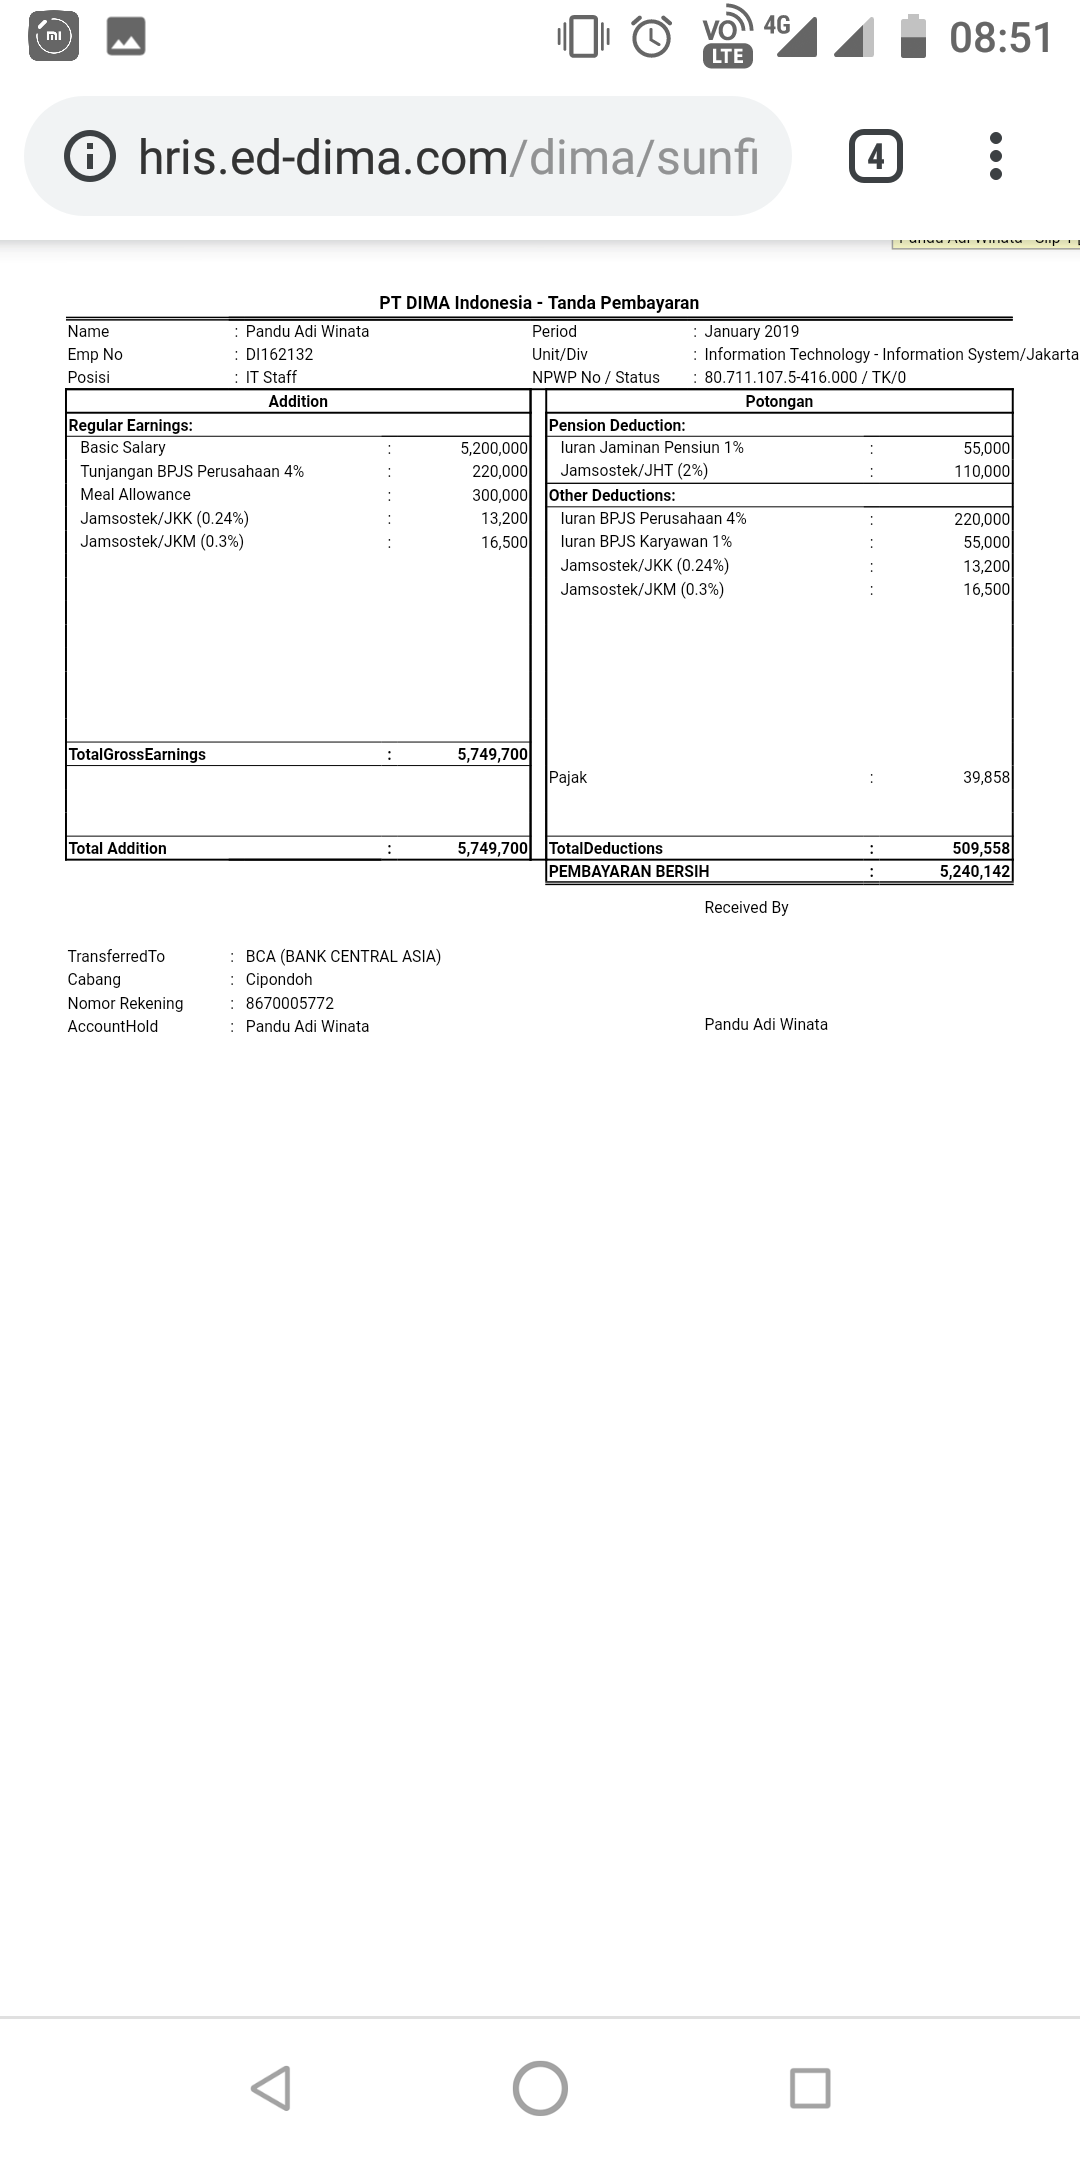 mi
VO
LTE
4G
08:51
hris.ed-dima.com/dima/sunfi
4
Pandu Adi Winata - Slip
PT DIMA Indonesia - Tanda Pembayaran
Name : Pandu Adi Winata Period : January 2019
Emp No : DI162132 Unit/Div : Information Technology - Information System/Jakarta
Posisi : IT Staff NPWP No / Status : 80.711.107.5-416.000 / TK/0
Addition Potongan
Regular Earnings: Pension Deduction:
Basic Salary : 5,200,000 Iuran Jaminan Pensiun 1% : 55,000
Tunjangan BPJS Perusahaan 4% : 220,000 Jamsostek/JHT (2%) : 110,000
Meal Allowance : 300,000 Other Deductions:
Jamsostek/JKK (0.24%) : 13,200 Iuran BPJS Perusahaan 4% : 220,000
Jamsostek/JKM (0.3%) : 16,500 Iuran BPJS Karyawan 1% : 55,000
Jamsostek/JKK (0.24%) : 13,200
Jamsostek/JKM (0.3%) : 16,500
TotalGrossEarnings : 5,749,700
Pajak : 39,858
Total Addition : 5,749,700 TotalDeductions : 509,558
PEMBAYARAN BERSIH : 5,240,142
Received By
TransferredTo : BCA (BANK CENTRAL ASIA)
Cabang : Cipondoh
Nomor Rekening : 8670005772
AccountHold : Pandu Adi Winata Pandu Adi Winata